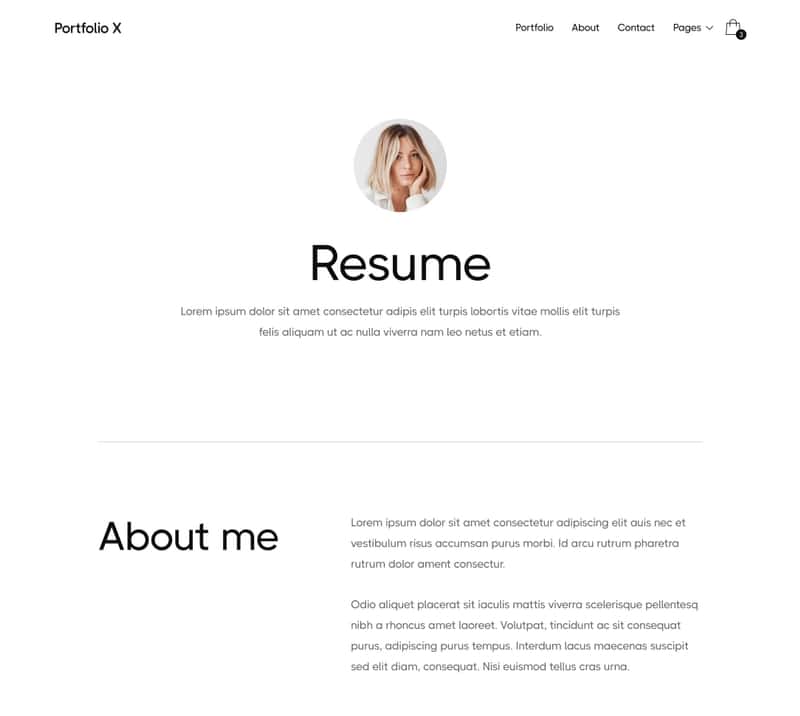 Portfolio X
Portfolio About Contact Pages
Resume
Lorem ipsum dolor sit amet consectetur adipis elit turpis lobortis vitae mollis elit turpis
felis aliquam ut ac nulla viverra nam leo netus et etiam.
About me
Lorem ipsum dolor sit amet consectetur adipiscing elit auis nec et
vestibulum risus accumsan purus morbi. Id arcu rutrum pharetra
rutrum dolor ament consectur.
Odio aliquet placerat sit iaculis mattis viverra scelerisque pellentesq
nibh a rhoncus amet laoreet. Volutpat, tincidunt ac sit consequat
purus, adipiscing purus tempus. Interdum lacus maecenas suscipit
sed elit diam, consequat. Nisi euismod tellus cras urna.